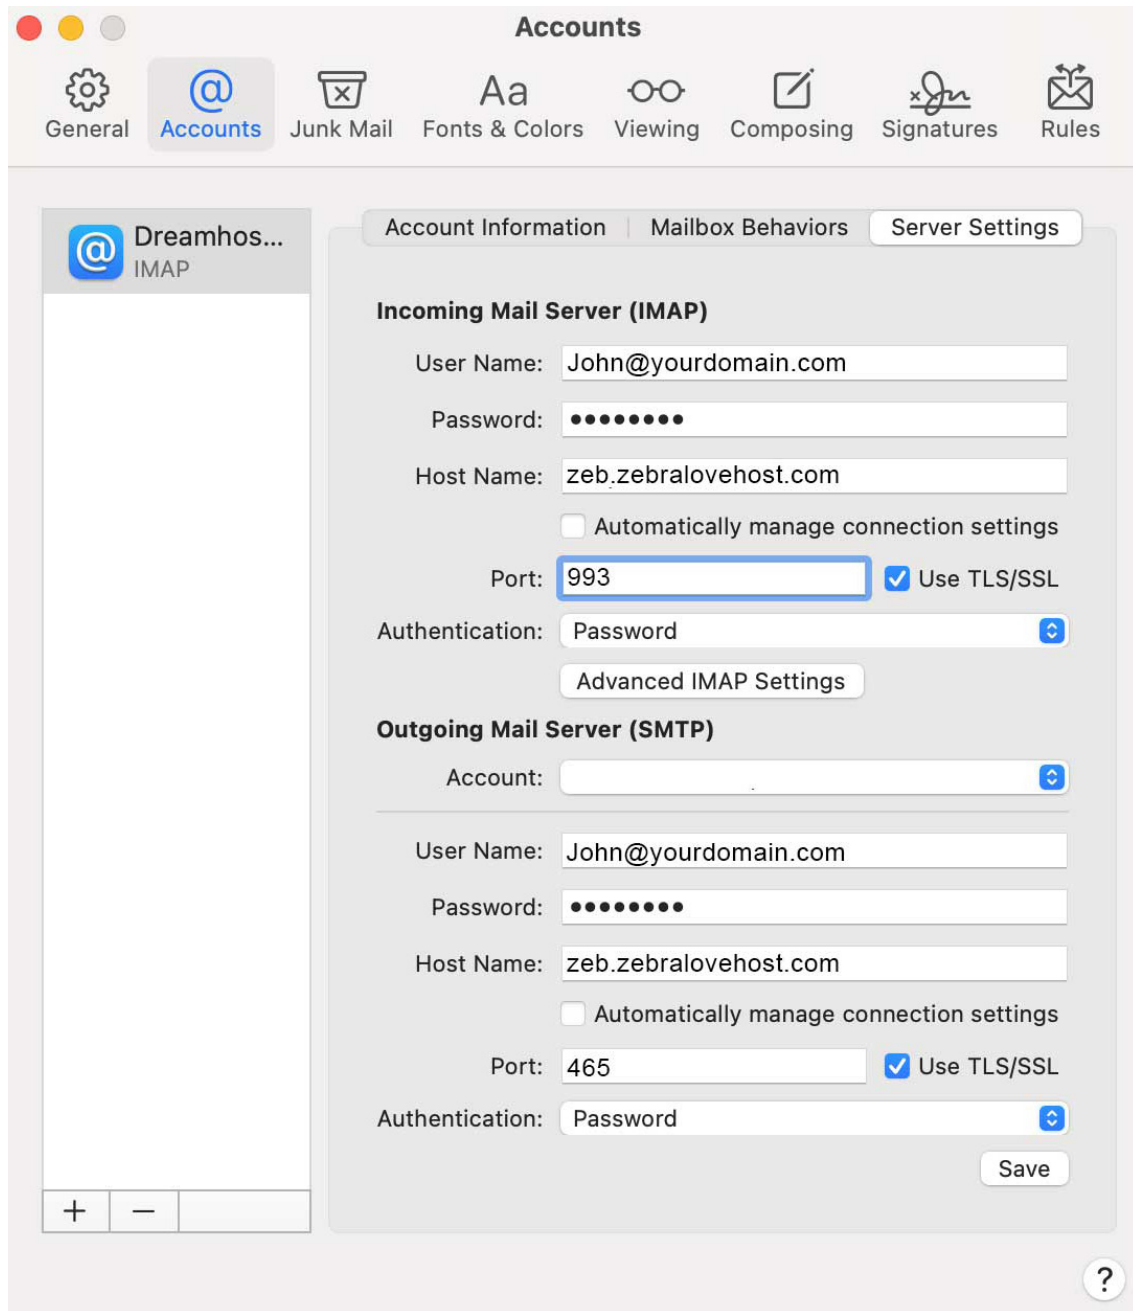 Accounts
General Accounts Junk Mail Aa Fonts & Colors Viewing Composing Signatures Rules
Dreamhos...
IMAP
Account Information Mailbox Behaviors Server Settings
Incoming Mail Server (IMAP)
User Name: John@yourdomain.com
Password: ••••••••
Host Name: zeb.zebralovehost.com
Automatically manage connection settings
Port: 993 Use TLS/SSL
Authentication: Password
Advanced IMAP Settings
Outgoing Mail Server (SMTP)
Account:
User Name: John@yourdomain.com
Password: ••••••••
Host Name: zeb.zebralovehost.com
Automatically manage connection settings
Port: 465 Use TLS/SSL
Authentication: Password
Save
+ −
?